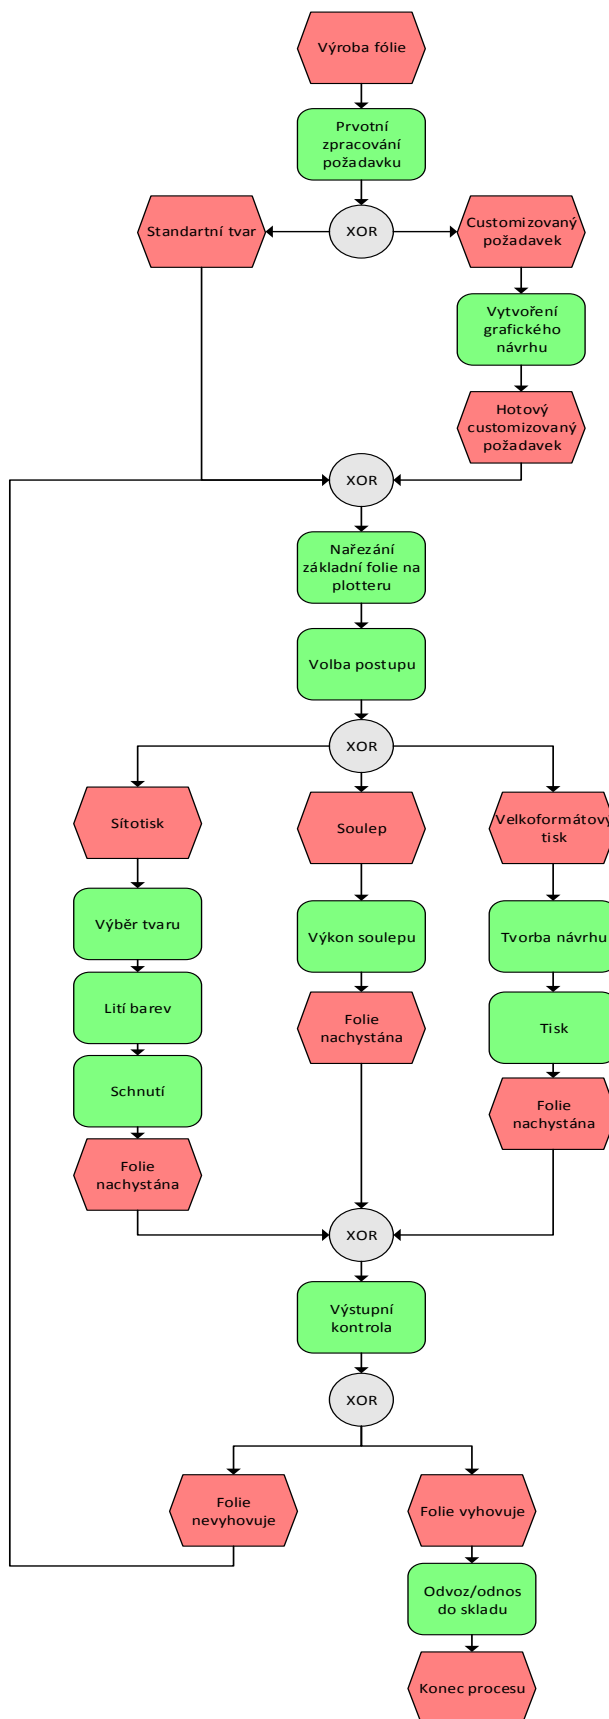 Výroba fólie
Prvotní
zpracování
požadavku
Standartní tvar
XOR
Customizovaný
požadavek
Vytvoření
grafického
návrhu
Hotový
customizovaný
požadavek
XOR
Nařezání
základní folie na
plotteru
Volba postupu
XOR
Sítotisk
Soulep
Velkoformátový
tisk
Výběr tvaru
Výkon soulepu
Tvorba návrhu
Lití barev
Folie
nachystána
Tisk
Schnutí
Folie
nachystána
Folie
nachystána
XOR
Výstupní
kontrola
XOR
Folie
nevyhovuje
Folie vyhovuje
Odvoz/odnos
do skladu
Konec procesu